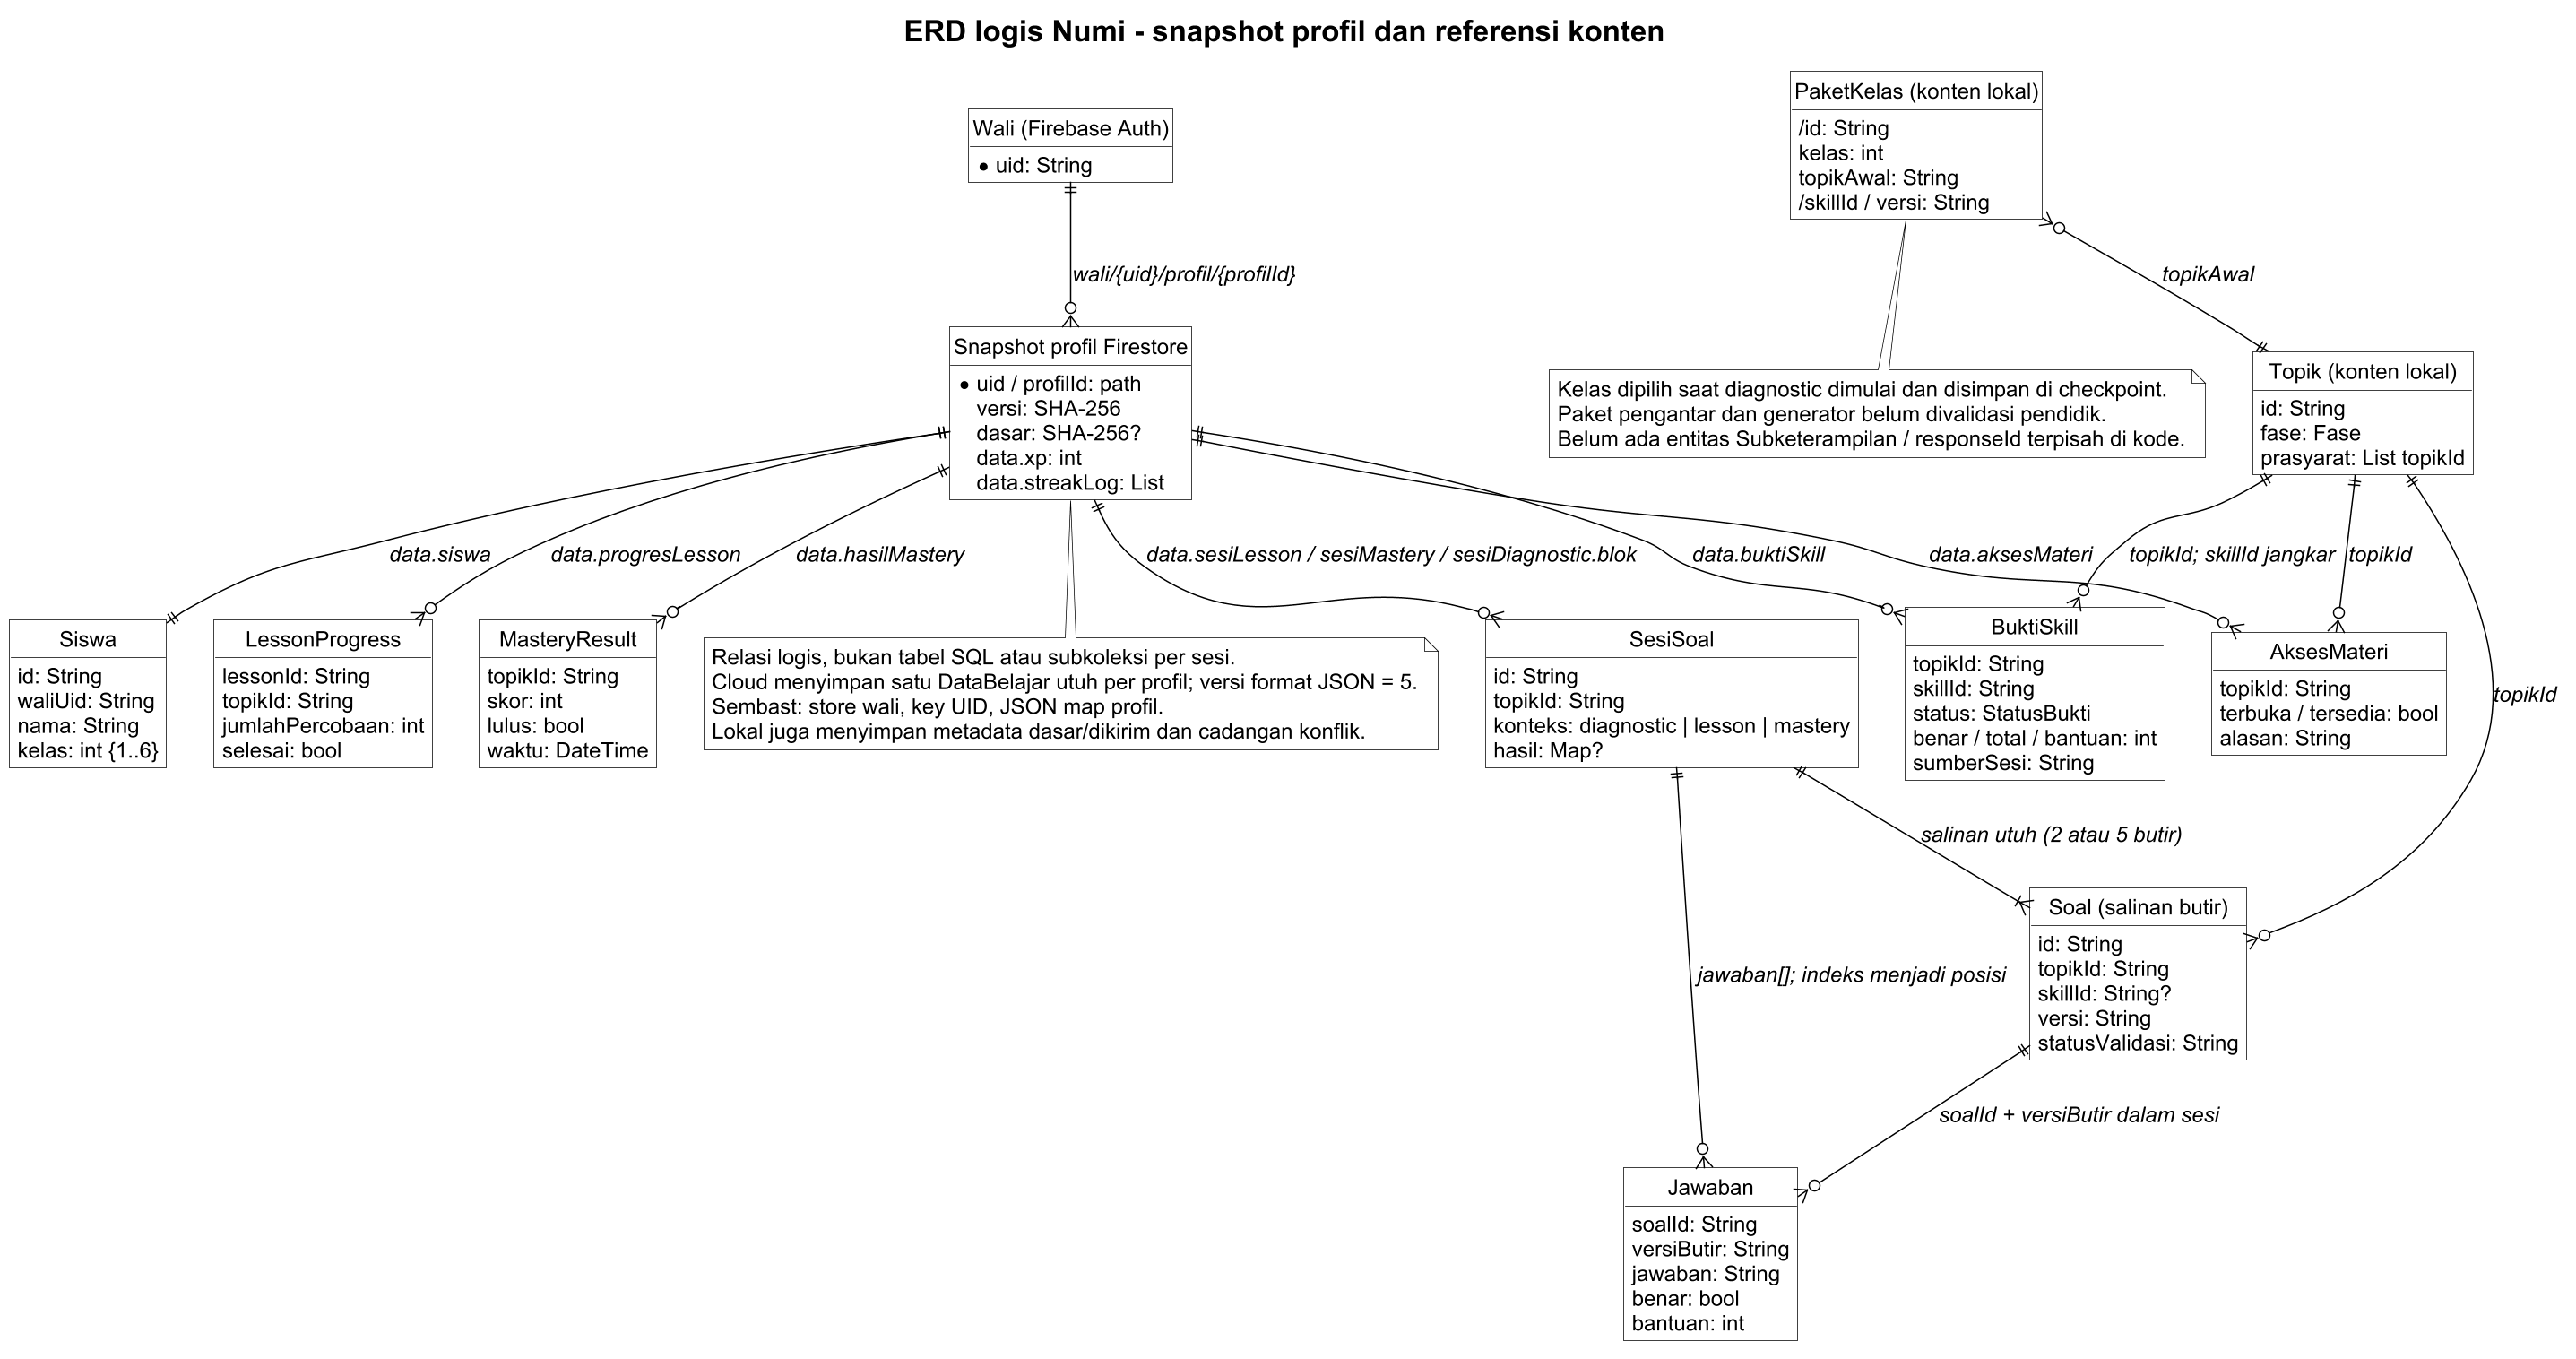 ERD logis Numi - snapshot profil dan referensi konten
PaketKelas (konten lokal)
/id: String
kelas: int
topikAwal: String
/skillId / versi: String
Wali (Firebase Auth)
uid: String
wali/{uid}/profil/{profilId}
topikAwal
Snapshot profil Firestore
uid / profilId: path
versi: SHA-256
dasar: SHA-256?
data.xp: int
data.streakLog: List
Kelas dipilih saat diagnostic dimulai dan disimpan di checkpoint.
Paket pengantar dan generator belum divalidasi pendidik.
Belum ada entitas Subketerampilan / responseId terpisah di kode.
Topik (konten lokal)
id: String
fase: Fase
prasyarat: List topikId
data.siswa
data.progresLesson
data.hasilMastery
data.sesiLesson / sesiMastery / sesiDiagnostic.blok
data.buktiSkill
data.aksesMateri
topikId; skillId jangkar
topikId
topikId
Siswa
id: String
waliUid: String
nama: String
kelas: int {1..6}
LessonProgress
lessonId: String
topikId: String
jumlahPercobaan: int
selesai: bool
MasteryResult
topikId: String
skor: int
lulus: bool
waktu: DateTime
Relasi logis, bukan tabel SQL atau subkoleksi per sesi.
Cloud menyimpan satu DataBelajar utuh per profil; versi format JSON = 5.
Sembast: store wali, key UID, JSON map profil.
Lokal juga menyimpan metadata dasar/dikirim dan cadangan konflik.
SesiSoal
id: String
topikId: String
konteks: diagnostic | lesson | mastery
hasil: Map?
BuktiSkill
topikId: String
skillId: String
status: StatusBukti
benar / total / bantuan: int
sumberSesi: String
AksesMateri
topikId: String
terbuka / tersedia: bool
alasan: String
salinan utuh (2 atau 5 butir)
Soal (salinan butir)
id: String
topikId: String
skillId: String?
versi: String
statusValidasi: String
jawaban[]; indeks menjadi posisi
soalId + versiButir dalam sesi
Jawaban
soalId: String
versiButir: String
jawaban: String
benar: bool
bantuan: int